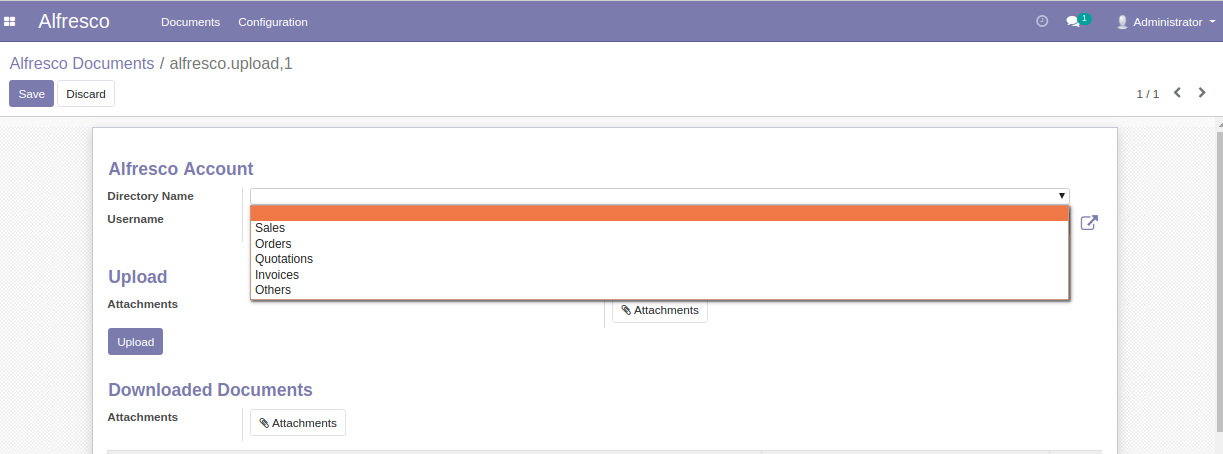 Alfresco Documents Configuration 1 Administrator
Alfresco Documents / alfresco.upload,1
Save Discard 1 / 1
Alfresco Account
Directory Name
Username
Sales
Orders
Quotations
Invoices
Others
Upload
Attachments Attachments
Upload
Downloaded Documents
Attachments Attachments